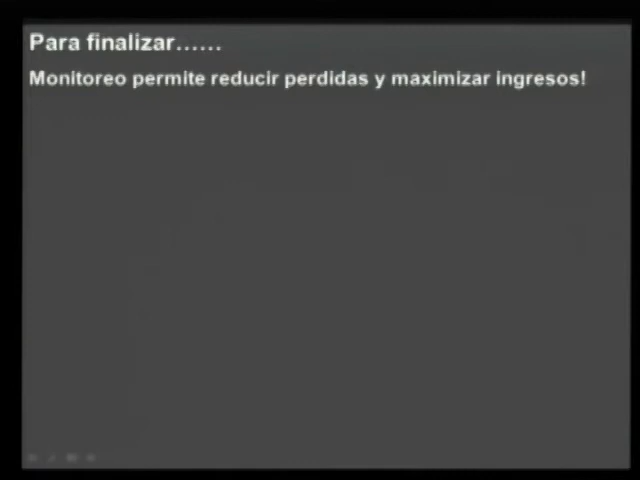 Para finalizar......
Monitoreo permite reducir perdidas y maximizar ingresos!